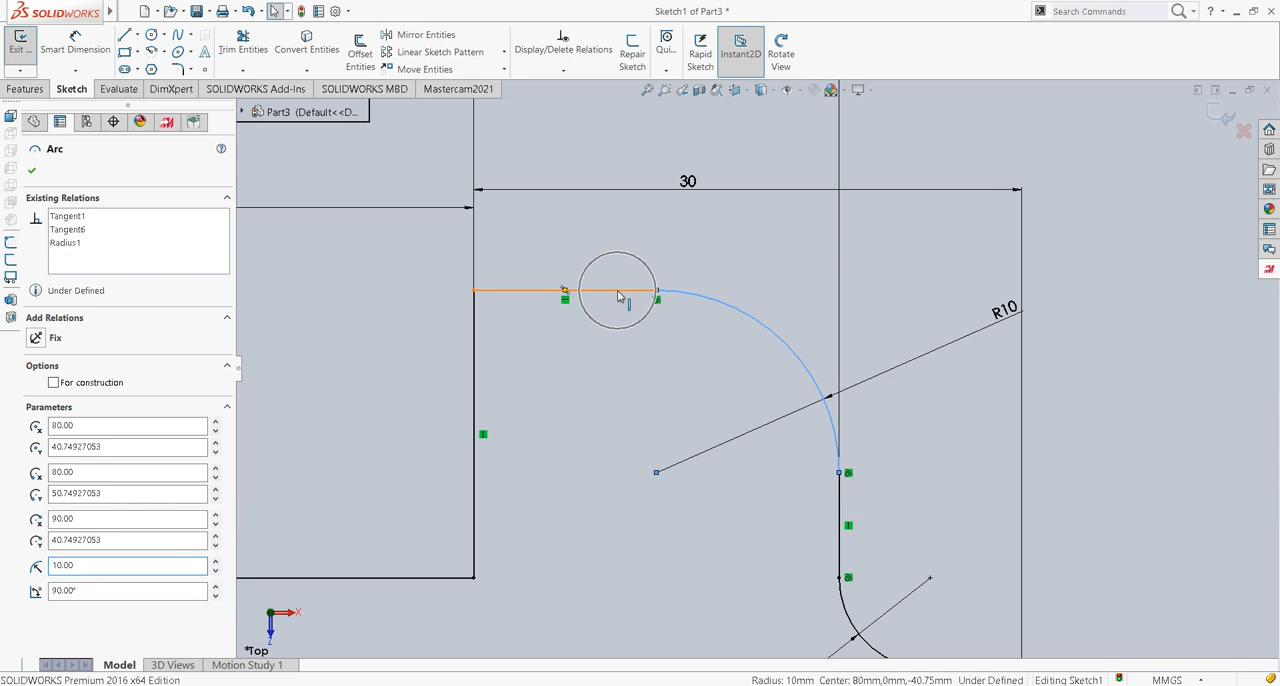 SOLIDWORKS
Sketch1 of Part3 *
Search Commands
Exit ...
Smart Dimension
Trim Entities
Convert Entities
Offset Entities
Mirror Entities
Linear Sketch Pattern
Move Entities
Display/Delete Relations
Repair Sketch
Qui...
Rapid Sketch
Instant2D
Rotate View
Features
Sketch
Evaluate
DimXpert
SOLIDWORKS Add-Ins
SOLIDWORKS MBD
Mastercam2021
Part3 (Default<<D...
Arc
Existing Relations
Tangent1
Tangent6
Radius1
Under Defined
Add Relations
Fix
Options
For construction
Parameters
80.00
40.74927053
80.00
50.74927053
90.00
40.74927053
10.00
90.00°
30
R10
X
Z
*Top
Model
3D Views
Motion Study 1
SOLIDWORKS Premium 2016 x64 Edition
Radius: 10mm Center: 80mm,0mm,-40.75mm Under Defined Editing Sketch1
MMGS